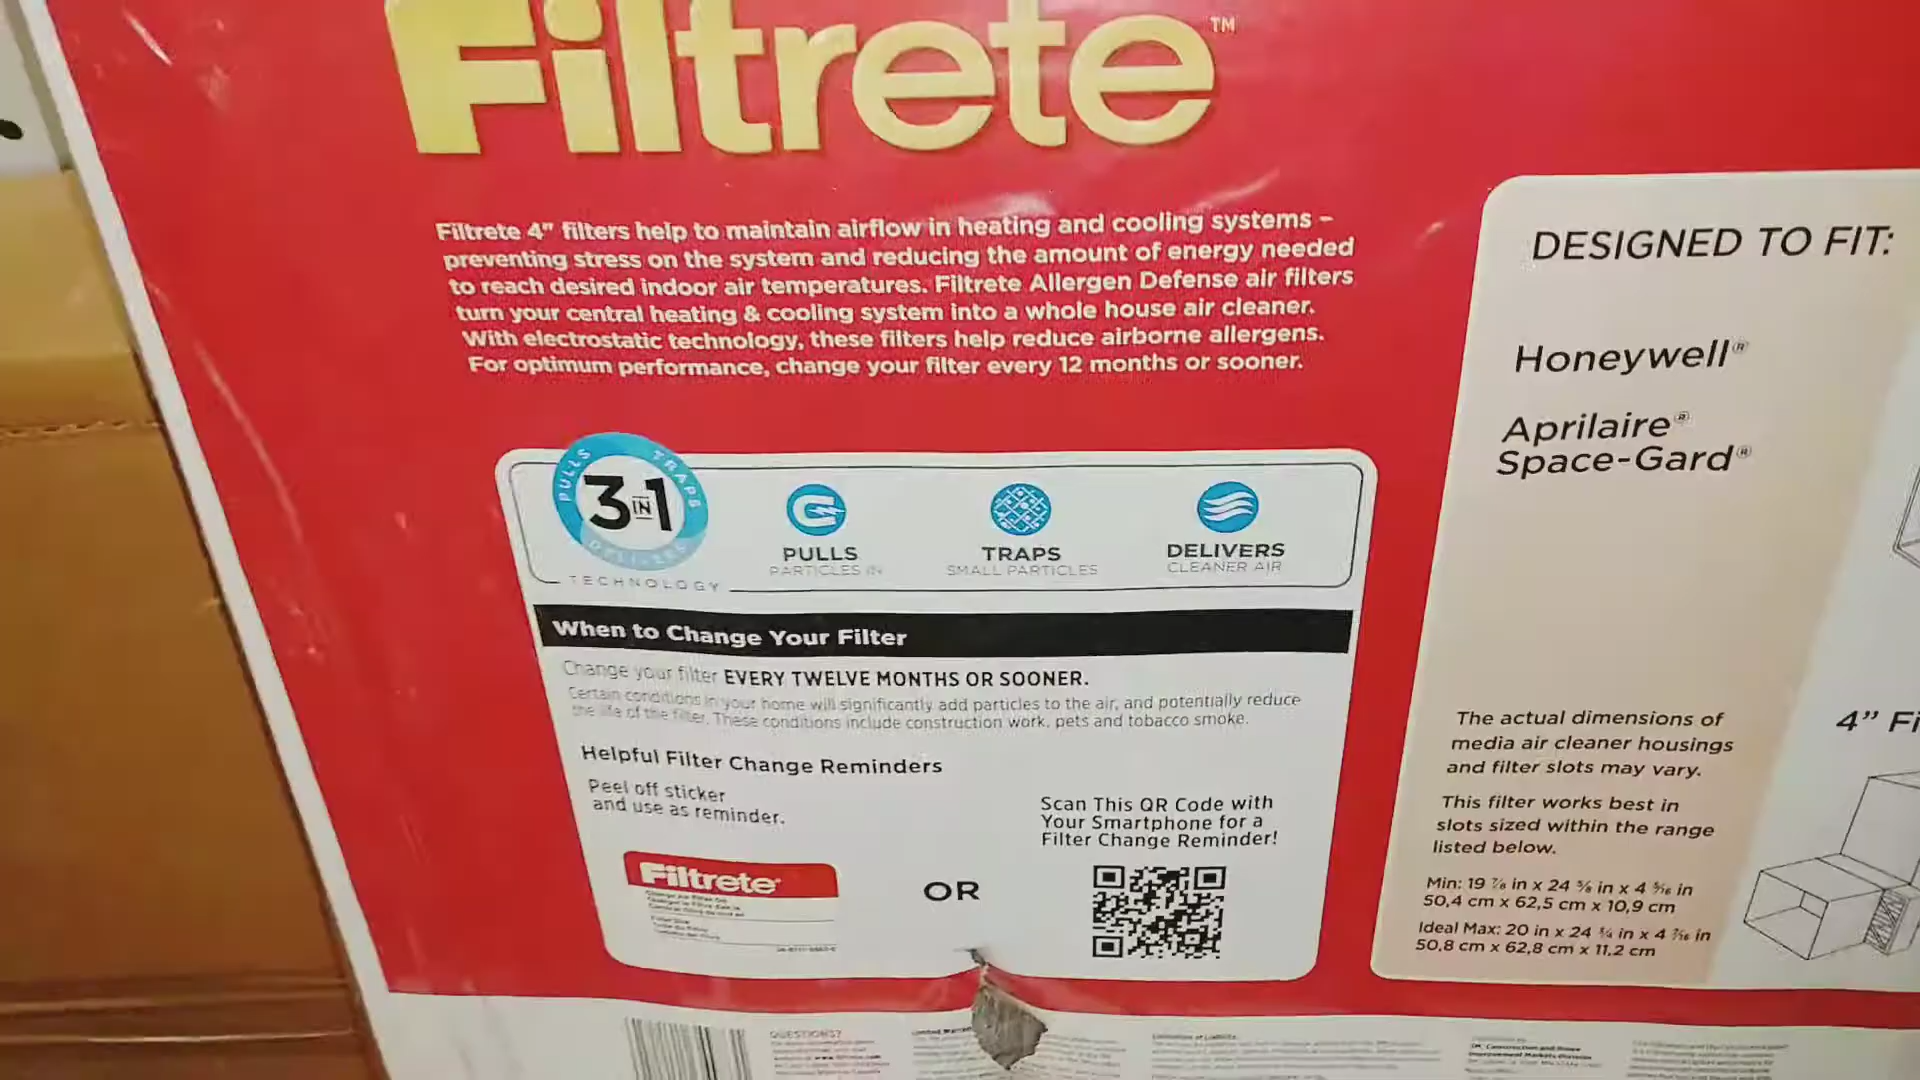 Filtrete™
Filtrete 4” filters help to maintain airflow in heating and cooling systems –
preventing stress on the system and reducing the amount of energy needed
to reach desired indoor air temperatures. Filtrete Allergen Defense air filters
turn your central heating & cooling system into a whole house air cleaner.
With electrostatic technology, these filters help reduce airborne allergens.
For optimum performance, change your filter every 12 months or sooner.
PULLS TRAPS DELIVERS
3 IN 1
TECHNOLOGY
PULLS
PARTICLES IN
TRAPS
SMALL PARTICLES
DELIVERS
CLEANER AIR
When to Change Your Filter
Change your filter EVERY TWELVE MONTHS OR SOONER.
Certain conditions in your home will significantly add particles to the air, and potentially reduce
the life of the filter. These conditions include construction work, pets and tobacco smoke.
Helpful Filter Change Reminders
Peel off sticker
and use as reminder.
Filtrete
OR
Scan This QR Code with
Your Smartphone for a
Filter Change Reminder!
DESIGNED TO FIT:
Honeywell®
Aprilaire®
Space-Gard®
The actual dimensions of
media air cleaner housings
and filter slots may vary.
This filter works best in
slots sized within the range
listed below.
Min: 19 ⅞ in x 24 ⅝ in x 4 5/16 in
50,4 cm x 62,5 cm x 10,9 cm
Ideal Max: 20 in x 24 ¾ in x 4 7/16 in
50,8 cm x 62,8 cm x 11,2 cm
4” Fi
QUESTIONS?